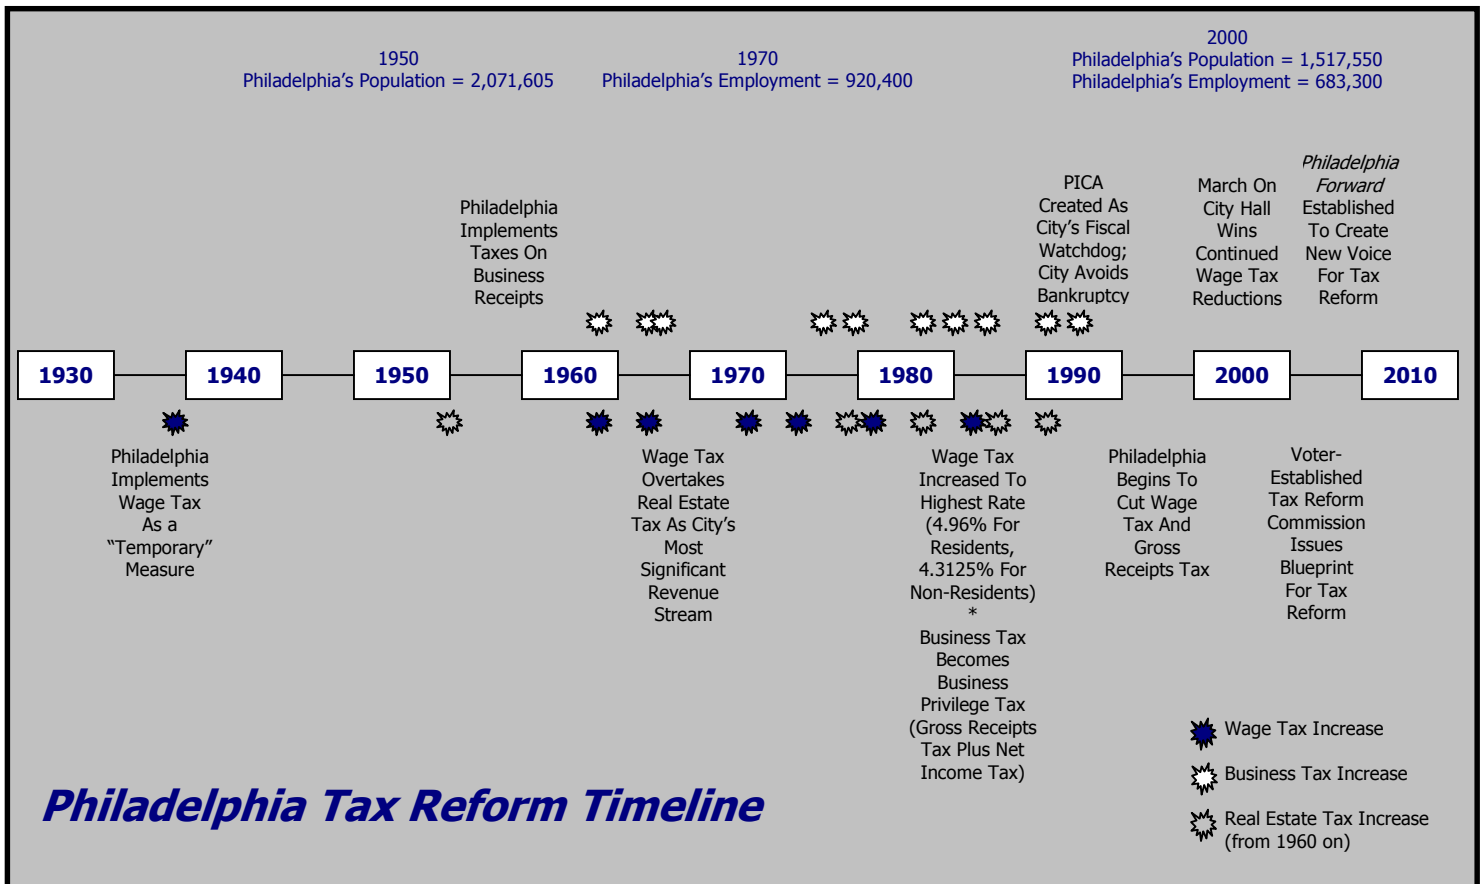 1950
Philadelphia's Population = 2,071,605
1970
Philadelphia's Employment = 920,400
2000
Philadelphia's Population = 1,517,550
Philadelphia's Employment = 683,300
Philadelphia
Implements
Taxes On
Business
Receipts
PICA
Created As
City's Fiscal
Watchdog;
City Avoids
Bankruptcy
March On
City Hall
Wins
Continued
Wage Tax
Reductions
Philadelphia
Forward
Established
To Create
New Voice
For Tax
Reform
1930
1940
1950
1960
1970
1980
1990
2000
2010
Philadelphia
Implements
Wage Tax
As a
“Temporary”
Measure
Wage Tax
Overtakes
Real Estate
Tax As City's
Most
Significant
Revenue
Stream
Wage Tax
Increased To
Highest Rate
(4.96% For
Residents,
4.3125% For
Non-Residents)
*
Business Tax
Becomes
Business
Privilege Tax
(Gross Receipts
Tax Plus Net
Income Tax)
Philadelphia
Begins To
Cut Wage
Tax And
Gross
Receipts Tax
Voter-
Established
Tax Reform
Commission
Issues
Blueprint
For Tax
Reform
Wage Tax Increase
Business Tax Increase
Real Estate Tax Increase
(from 1960 on)
Philadelphia Tax Reform Timeline